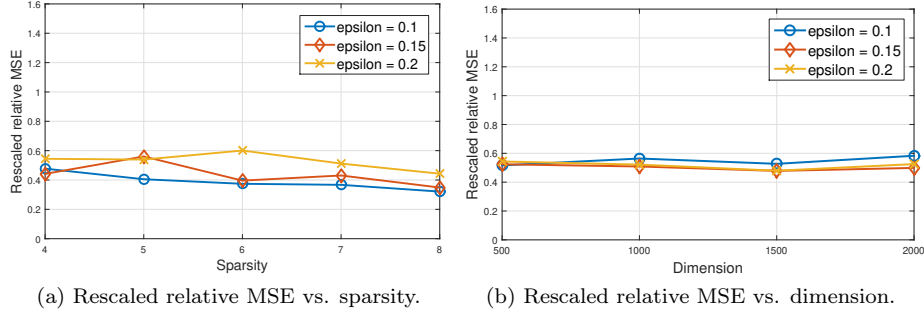 1.6
1.4
1.2
1
0.8
0.6
0.4
0.2
0
Rescaled relative MSE
epsilon = 0.1
epsilon = 0.15
epsilon = 0.2
4
5
6
7
8
Sparsity
(a) Rescaled relative MSE vs. sparsity.
1.6
1.4
1.2
1
0.8
0.6
0.4
0.2
0
Rescaled relative MSE
epsilon = 0.1
epsilon = 0.15
epsilon = 0.2
500
1000
1500
2000
Dimension
(b) Rescaled relative MSE vs. dimension.